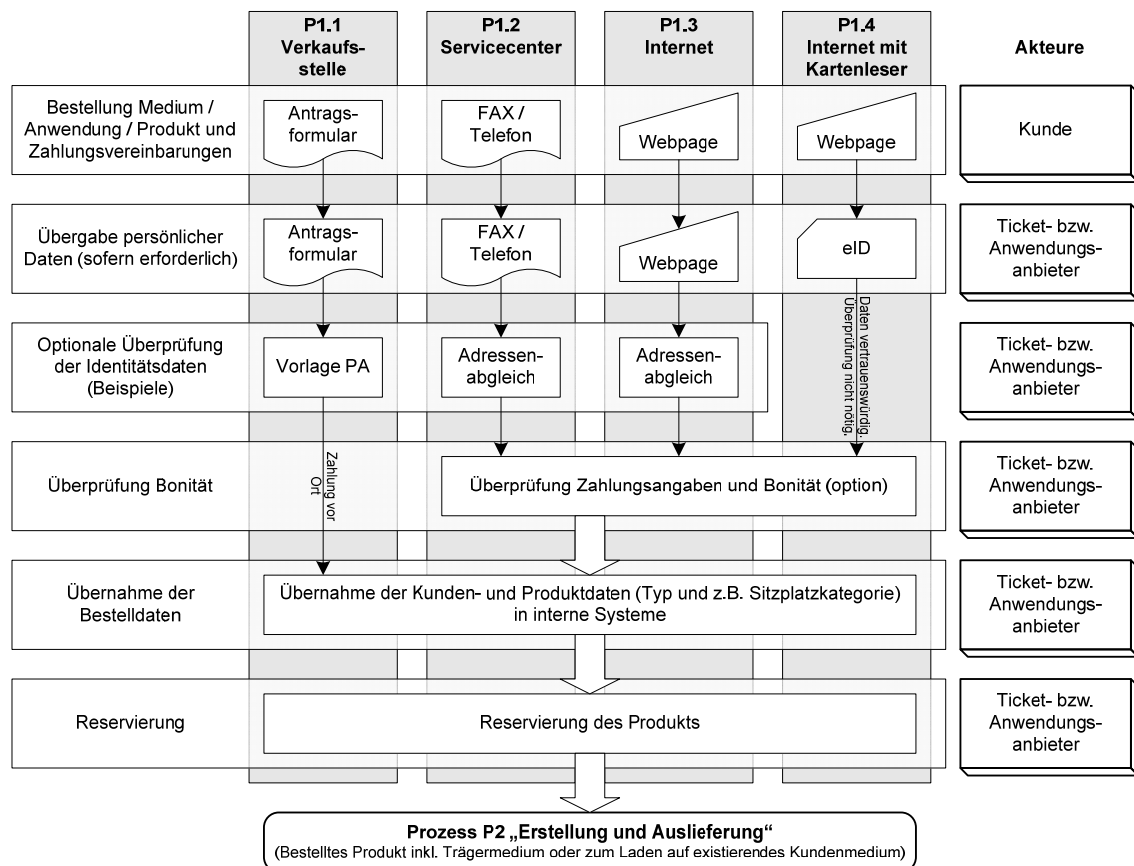 P1.1
Verkaufs-
stelle
P1.2
Servicecenter
P1.3
Internet
P1.4
Internet mit
Kartenleser
Akteure
Bestellung Medium /
Anwendung / Produkt und
Zahlungsvereinbarungen
Antrags-
formular
FAX /
Telefon
Webpage
Webpage
Kunde
Übergabe persönlicher
Daten (sofern erforderlich)
Antrags-
formular
FAX /
Telefon
Webpage
eID
Ticket- bzw.
Anwendungs-
anbieter
Daten vertrauenswürdig,
Überprüfung nicht nötig,
Optionale Überprüfung
der Identitätsdaten
(Beispiele)
Vorlage PA
Adressen-
abgleich
Adressen-
abgleich
Ticket- bzw.
Anwendungs-
anbieter
Überprüfung Bonität
Zahlung vor
Ort
Überprüfung Zahlungsangaben und Bonität (option)
Ticket- bzw.
Anwendungs-
anbieter
Übernahme der
Bestelldaten
Übernahme der Kunden- und Produktdaten (Typ und z.B. Sitzplatzkategorie)
in interne Systeme
Ticket- bzw.
Anwendungs-
anbieter
Reservierung
Reservierung des Produkts
Ticket- bzw.
Anwendungs-
anbieter
Prozess P2 „Erstellung und Auslieferung“
(Bestelltes Produkt inkl. Trägermedium oder zum Laden auf existierendes Kundenmedium)